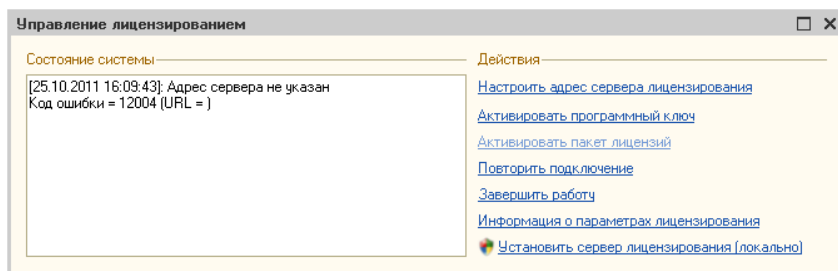 Управление лицензированием
Состояние системы
[25.10.2011 16:09:43]: Адрес сервера не указан
Код ошибки = 12004 (URL = )
Действия
Настроить адрес сервера лицензирования
Активировать программный ключ
Активировать пакет лицензий
Повторить подключение
Завершить работу
Информация о параметрах лицензирования
Установить сервер лицензирования (локально)